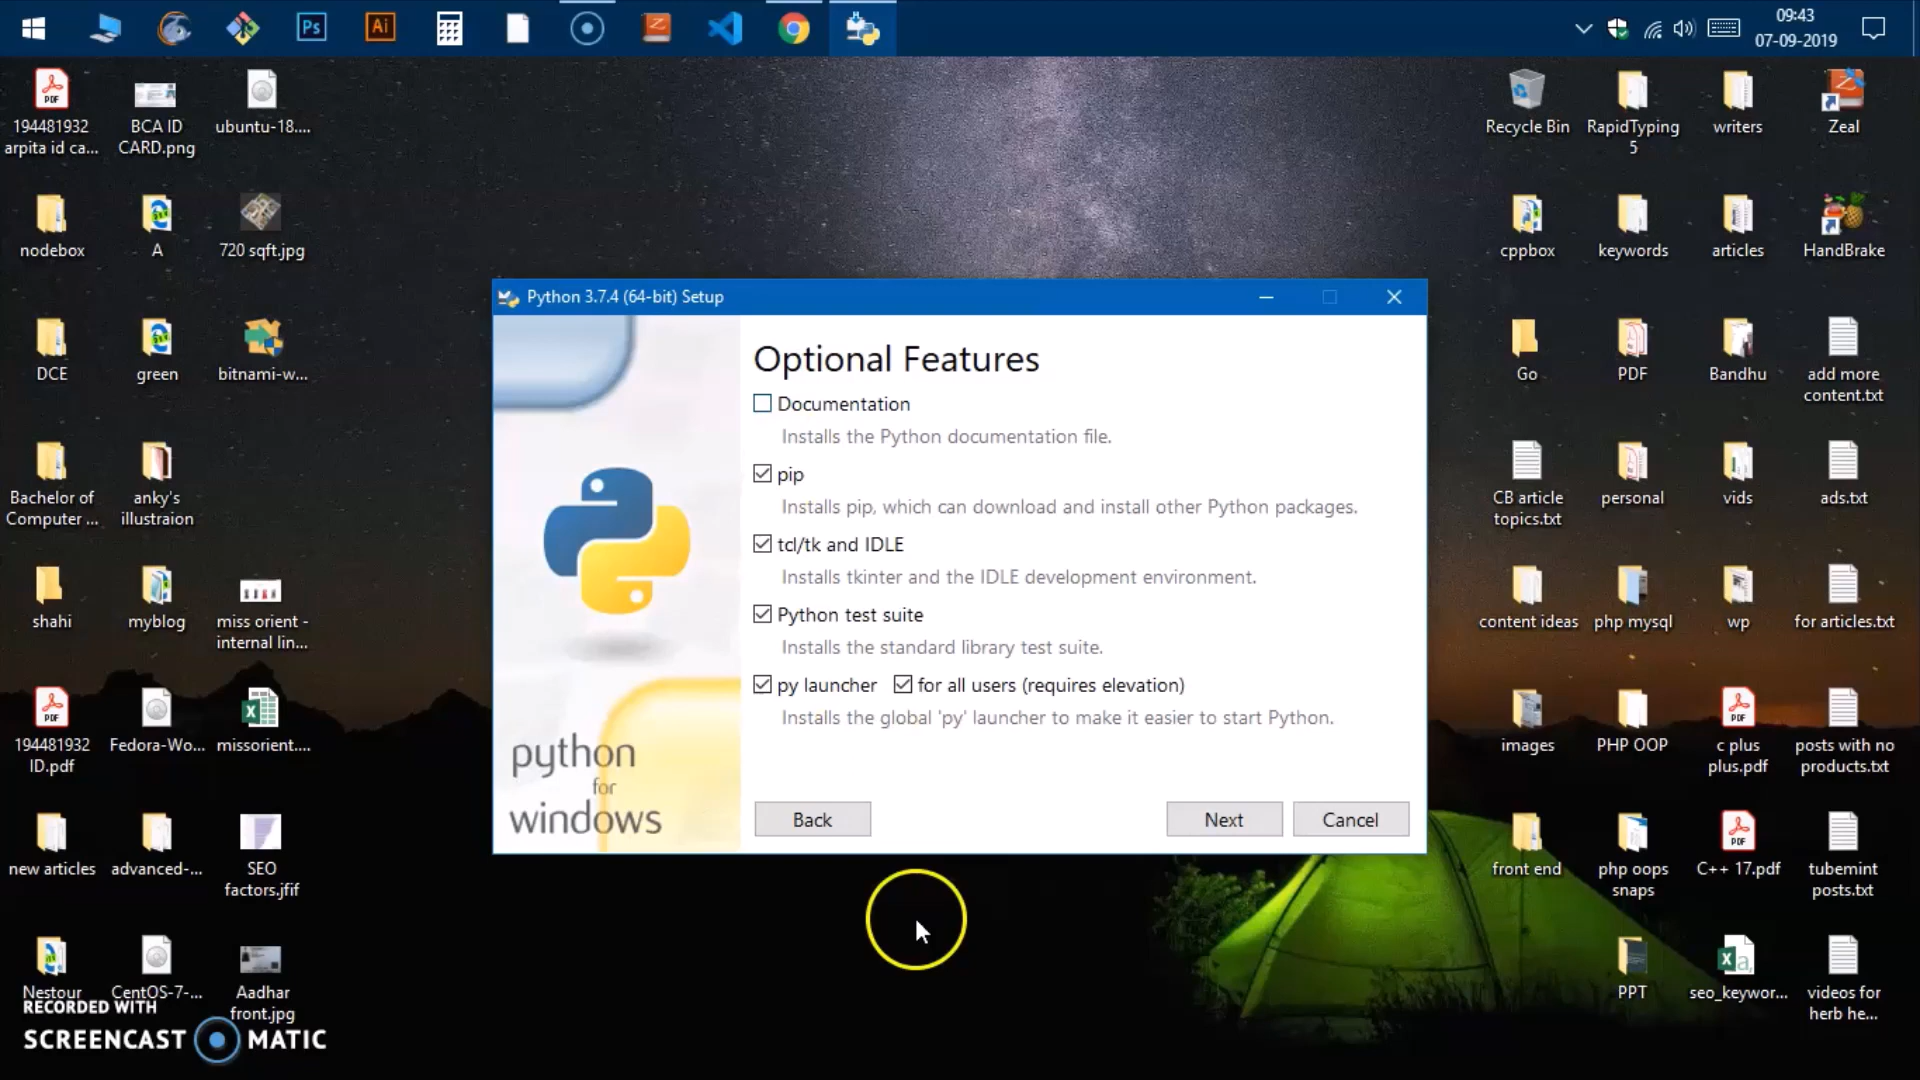 Ps
Ai
09:43
07-09-2019
194481932
arpita id ca...
BCA ID
CARD.png
ubuntu-18....
nodebox
A
720 sqft.jpg
DCE
green
bitnami-w...
Bachelor of
Computer ...
anky's
illustraion
shahi
myblog
miss orient -
internal lin...
194481932
ID.pdf
Fedora-Wo...
missorient....
new articles
advanced-...
SEO
factors.jfif
Nestour
CentOS-7-...
Aadhar
front.jpg
RECORDED WITH
SCREENCAST MATIC
Python 3.7.4 (64-bit) Setup
Optional Features
Documentation
Installs the Python documentation file.
pip
Installs pip, which can download and install other Python packages.
tcl/tk and IDLE
Installs tkinter and the IDLE development environment.
Python test suite
Installs the standard library test suite.
py launcher for all users (requires elevation)
Installs the global 'py' launcher to make it easier to start Python.
python
for
windows
Back
Next
Cancel
Recycle Bin
RapidTyping
5
writers
Zeal
cppbox
keywords
articles
HandBrake
Go
PDF
Bandhu
add more
content.txt
CB article
topics.txt
personal
vids
ads.txt
content ideas
php mysql
wp
for articles.txt
images
PHP OOP
c plus
plus.pdf
posts with no
products.txt
front end
php oops
snaps
C++ 17.pdf
tubemint
posts.txt
PPT
seo_keywor...
videos for
herb he...